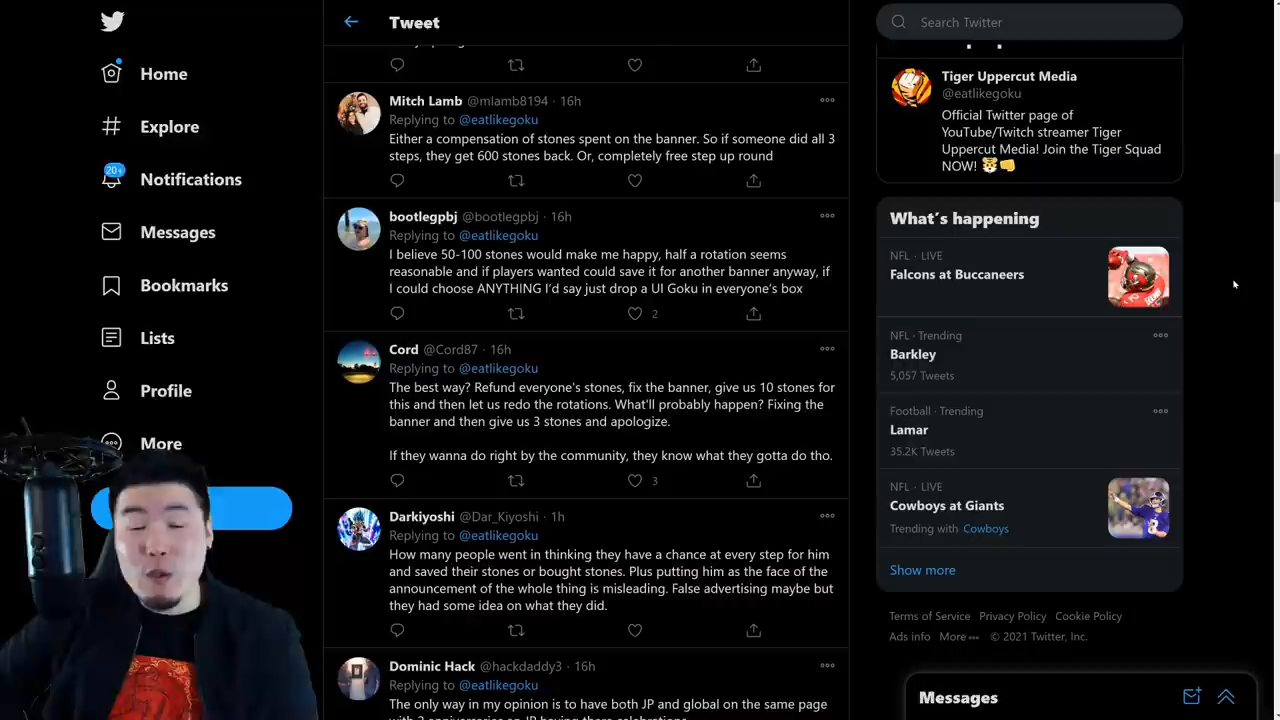 Home
Explore
20+
Notifications
Messages
Bookmarks
Lists
Profile
More
Tweet
Mitch Lamb @mlamb8194 · 16h
Replying to @eatlikegoku
Either a compensation of stones spent on the banner. So if someone did all 3
steps, they get 600 stones back. Or, completely free step up round
bootlegpbj @bootlegpbj · 16h
Replying to @eatlikegoku
I believe 50-100 stones would make me happy, half a rotation seems
reasonable and if players wanted could save it for another banner anyway, if
I could choose ANYTHING I'd say just drop a UI Goku in everyone's box
2
Cord @Cord87 · 16h
Replying to @eatlikegoku
The best way? Refund everyone's stones, fix the banner, give us 10 stones for
this and then let us redo the rotations. What'll probably happen? Fixing the
banner and then give us 3 stones and apologize.
If they wanna do right by the community, they know what they gotta do tho.
3
Darkiyoshi @Dar_Kiyoshi · 1h
Replying to @eatlikegoku
How many people went in thinking they have a chance at every step for him
and saved their stones or bought stones. Plus putting him as the face of the
announcement of the whole thing is misleading. False advertising maybe but
they had some idea on what they did.
Dominic Hack @hackdaddy3 · 16h
Replying to @eatlikegoku
The only way in my opinion is to have both JP and global on the same page
Search Twitter
Tiger Uppercut Media
@eatlikegoku
Official Twitter page of
YouTube/Twitch streamer Tiger
Uppercut Media! Join the Tiger Squad
NOW! 🐯👊
What's happening
NFL · LIVE
Falcons at Buccaneers
NFL · Trending
Barkley
5,057 Tweets
Football · Trending
Lamar
35.2K Tweets
NFL · LIVE
Cowboys at Giants
Trending with Cowboys
Show more
Terms of Service Privacy Policy Cookie Policy
Ads info More © 2021 Twitter, Inc.
Messages